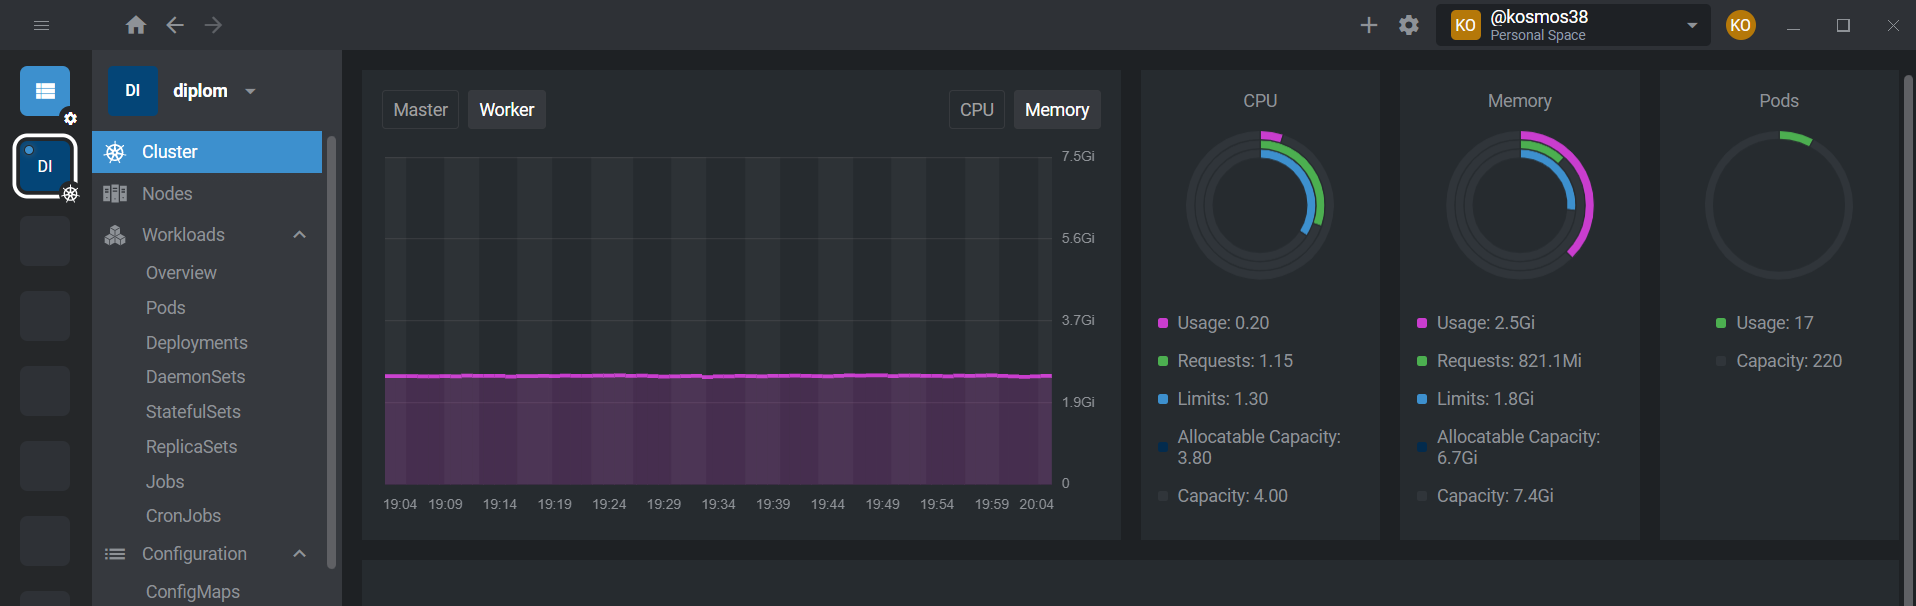 KO @kosmos38 KO
Personal Space
DI diplom
DI
Cluster
Nodes
Workloads
Overview
Pods
Deployments
DaemonSets
StatefulSets
ReplicaSets
Jobs
CronJobs
Configuration
ConfigMaps
Master Worker CPU Memory
7.5Gi
5.6Gi
3.7Gi
1.9Gi
0
19:04 19:09 19:14 19:19 19:24 19:29 19:34 19:39 19:44 19:49 19:54 19:59 20:04
CPU
Usage: 0.20
Requests: 1.15
Limits: 1.30
Allocatable Capacity:
3.80
Capacity: 4.00
Memory
Usage: 2.5Gi
Requests: 821.1Mi
Limits: 1.8Gi
Allocatable Capacity:
6.7Gi
Capacity: 7.4Gi
Pods
Usage: 17
Capacity: 220